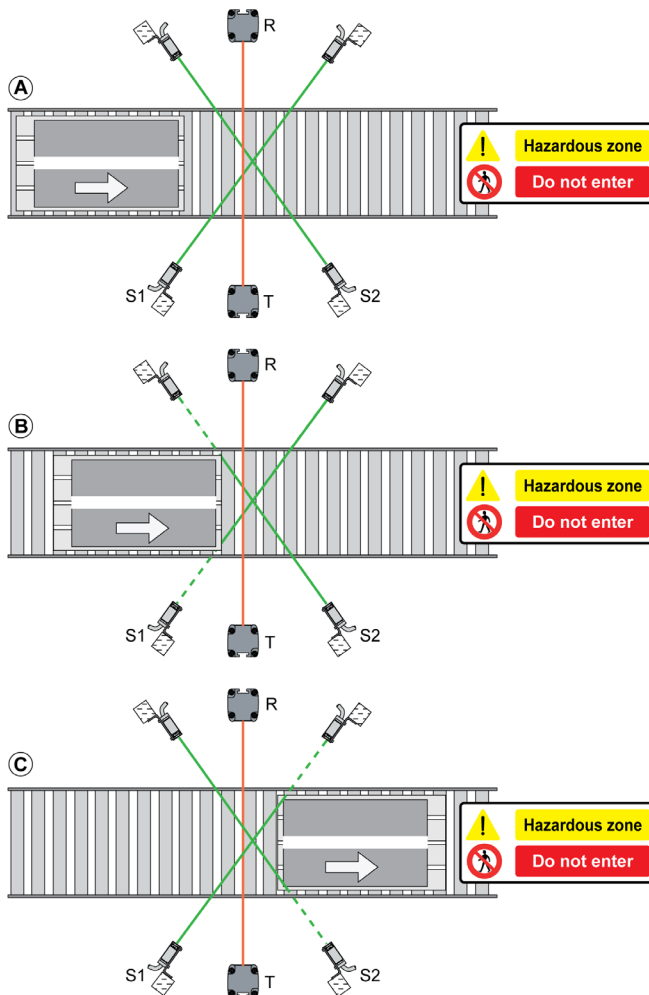 R
A
! Hazardous zone
Do not enter
S1
T
S2
R
B
! Hazardous zone
Do not enter
S1
T
S2
R
C
! Hazardous zone
Do not enter
S1
T
S2